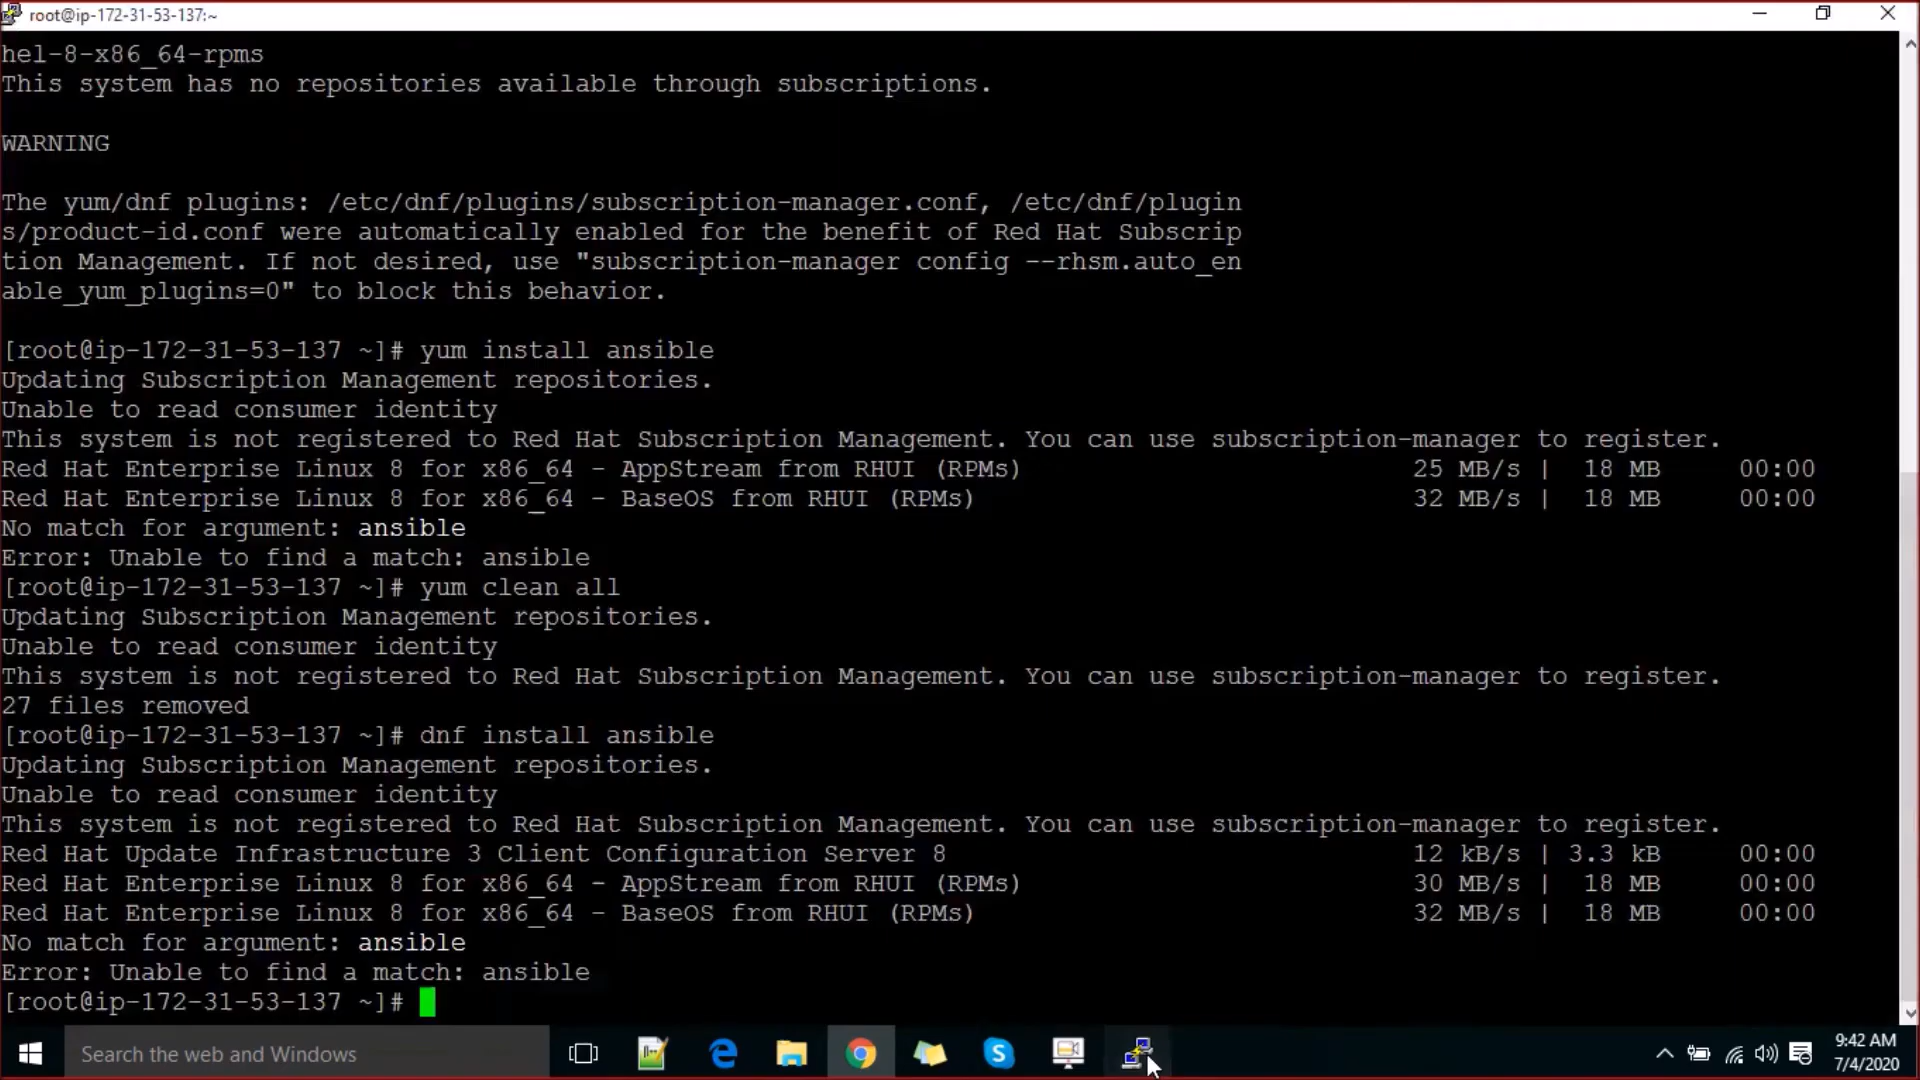 root@ip-172-31-53-137:~
hel-8-x86_64-rpms
This system has no repositories available through subscriptions.
WARNING
The yum/dnf plugins: /etc/dnf/plugins/subscription-manager.conf, /etc/dnf/plugin
s/product-id.conf were automatically enabled for the benefit of Red Hat Subscrip
tion Management. If not desired, use "subscription-manager config --rhsm.auto_en
able_yum_plugins=0" to block this behavior.
[root@ip-172-31-53-137 ~]# yum install ansible
Updating Subscription Management repositories.
Unable to read consumer identity
This system is not registered to Red Hat Subscription Management. You can use subscription-manager to register.
Red Hat Enterprise Linux 8 for x86_64 - AppStream from RHUI (RPMs) 25 MB/s | 18 MB 00:00
Red Hat Enterprise Linux 8 for x86_64 - BaseOS from RHUI (RPMs) 32 MB/s | 18 MB 00:00
No match for argument: ansible
Error: Unable to find a match: ansible
[root@ip-172-31-53-137 ~]# yum clean all
Updating Subscription Management repositories.
Unable to read consumer identity
This system is not registered to Red Hat Subscription Management. You can use subscription-manager to register.
27 files removed
[root@ip-172-31-53-137 ~]# dnf install ansible
Updating Subscription Management repositories.
Unable to read consumer identity
This system is not registered to Red Hat Subscription Management. You can use subscription-manager to register.
Red Hat Update Infrastructure 3 Client Configuration Server 8 12 kB/s | 3.3 kB 00:00
Red Hat Enterprise Linux 8 for x86_64 - AppStream from RHUI (RPMs) 30 MB/s | 18 MB 00:00
Red Hat Enterprise Linux 8 for x86_64 - BaseOS from RHUI (RPMs) 32 MB/s | 18 MB 00:00
No match for argument: ansible
Error: Unable to find a match: ansible
[root@ip-172-31-53-137 ~]#
Search the web and Windows
9:42 AM
7/4/2020